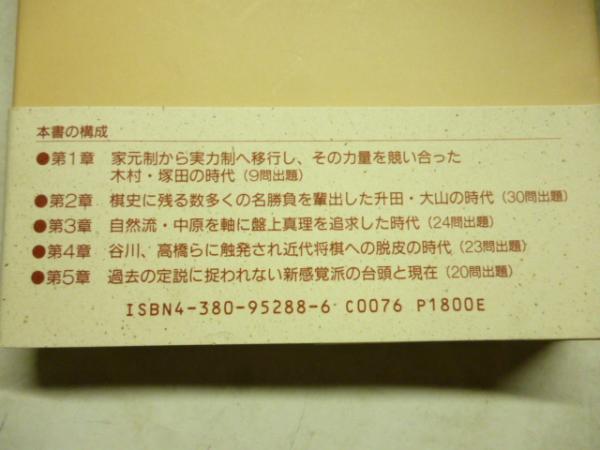 本書の構成
●第1章 家元制から実力制へ移行し、その力量を競い合った
木村・塚田の時代（9問出題）
●第2章 棋史に残る数多くの名勝負を輩出した升田・大山の時代（30問出題）
●第3章 自然流・中原を軸に盤上真理を追求した時代（24問出題）
●第4章 谷川、高橋らに触発され近代将棋への脱皮の時代（23問出題）
●第5章 過去の定説に捉われない新感覚派の台頭と現在（20問出題）
ISBN4-380-95288-6 C0076 P1800E